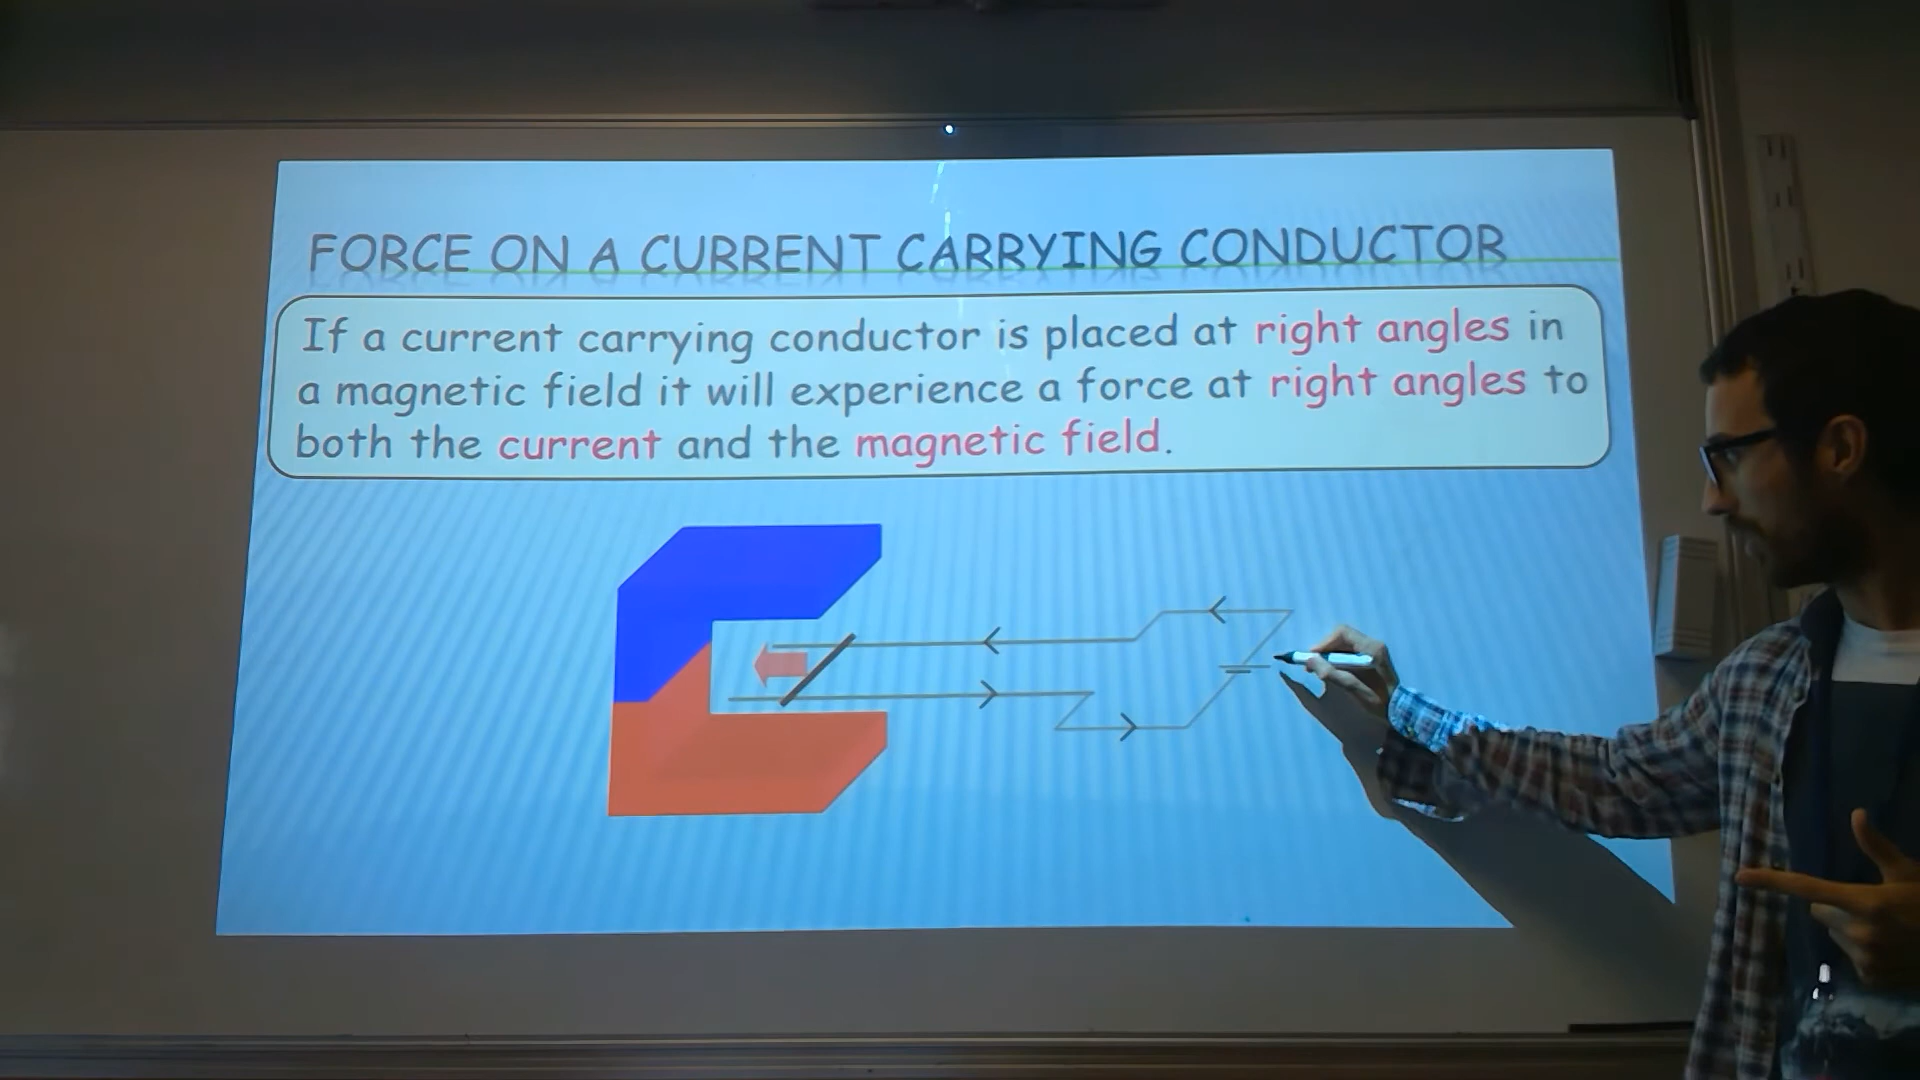 FORCE ON A CURRENT CARRYING CONDUCTOR
If a current carrying conductor is placed at right angles in
a magnetic field it will experience a force at right angles to
both the current and the magnetic field.